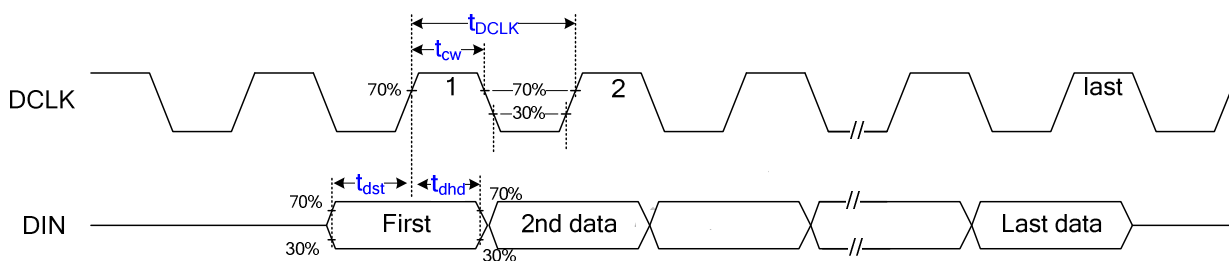 tDCLK
tcw
DCLK
70%
1
70%
30%
2
last
//
tdst
tdhd
DIN
70%
30%
First
70%
30%
2nd data
//
//
Last data